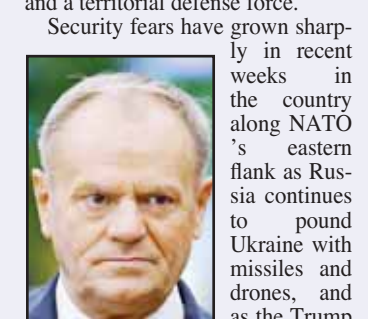 and a territorial defense force.
Security fears have grown sharp-
ly in recent
weeks in
the country
along NATO
's eastern
flank as Rus-
sia continues
to pound
Ukraine with
missiles and
drones, and
as the Trump